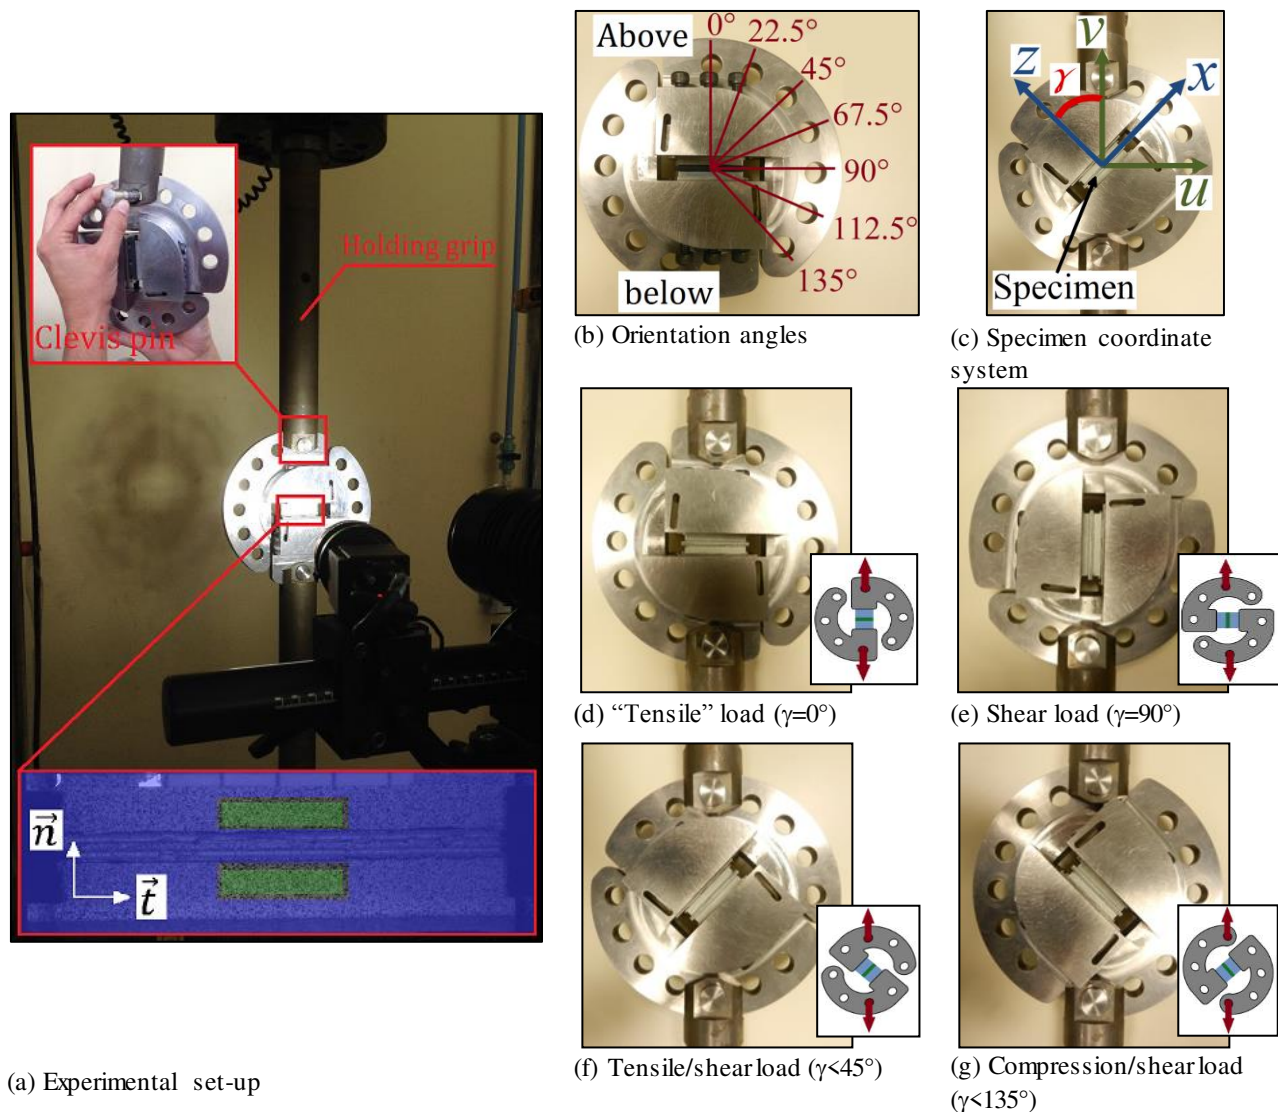 Holding grip
Clevis pin
n
t
(a) Experimental set-up
Above
below
0°
22.5°
45°
67.5°
90°
112.5°
135°
(b) Orientation angles
z
γ
v
x
u
Specimen
(c) Specimen coordinate
system
(d) “Tensile” load (γ=0°)
(e) Shear load (γ=90°)
(f) Tensile/shear load (γ<45°)
(g) Compression/shear load
(γ<135°)